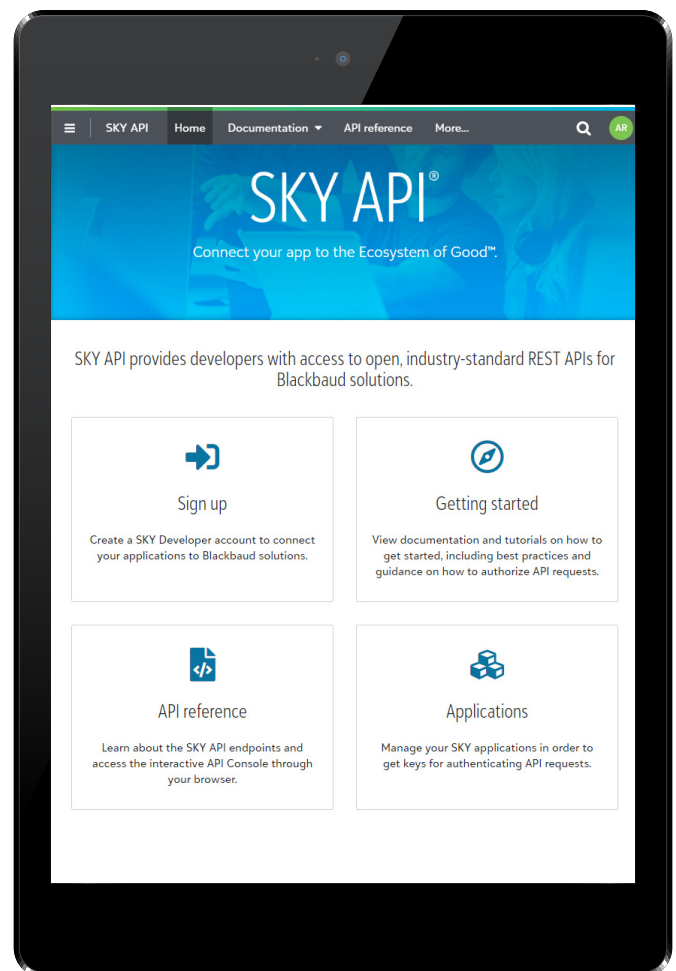 SKY API
Home
Documentation
API reference
More...
AR
SKY API®
Connect your app to the Ecosystem of Good™.
SKY API provides developers with access to open, industry-standard REST APIs for
Blackbaud solutions.
Sign up
Create a SKY Developer account to connect
your applications to Blackbaud solutions.
Getting started
View documentation and tutorials on how to
get started, including best practices and
guidance on how to authorize API requests.
</>
API reference
Learn about the SKY API endpoints and
access the interactive API Console through
your browser.
Applications
Manage your SKY applications in order to
get keys for authenticating API requests.